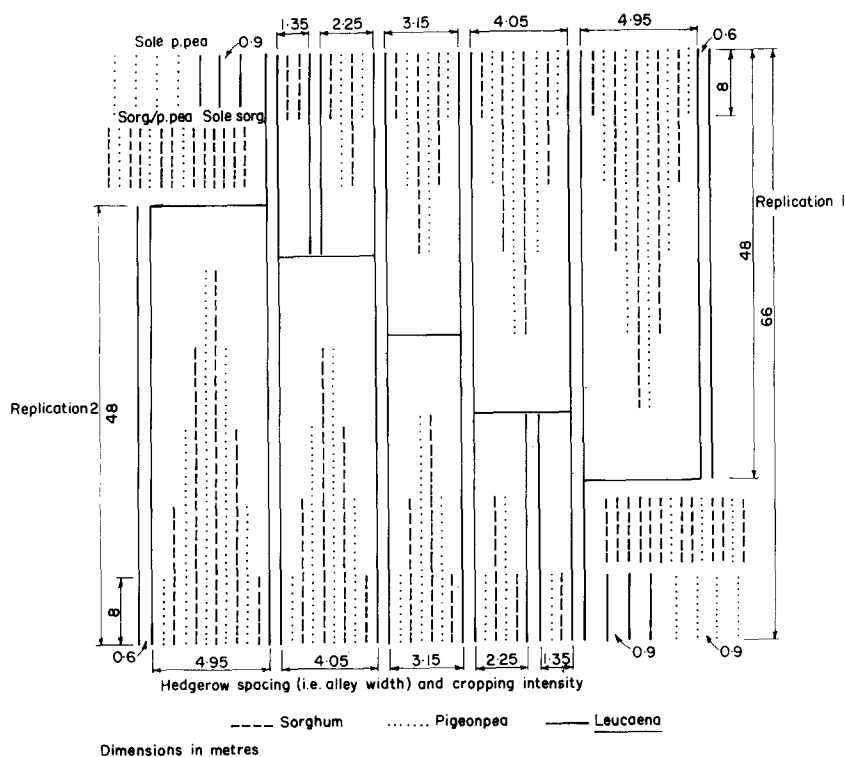 1·35 2·25 3·15 4·05 4·95
Sole p.pea 0·9 0·6
8
Sorg/p.pea Sole sorg
Replication 1
48
66
Replication 2 48
8
0·6 0·9 0·9
4·95 4·05 3·15 2·25 1·35
Hedgerow spacing (i.e. alley width) and cropping intensity
Sorghum Pigeonpea Leucaena
Dimensions in metres